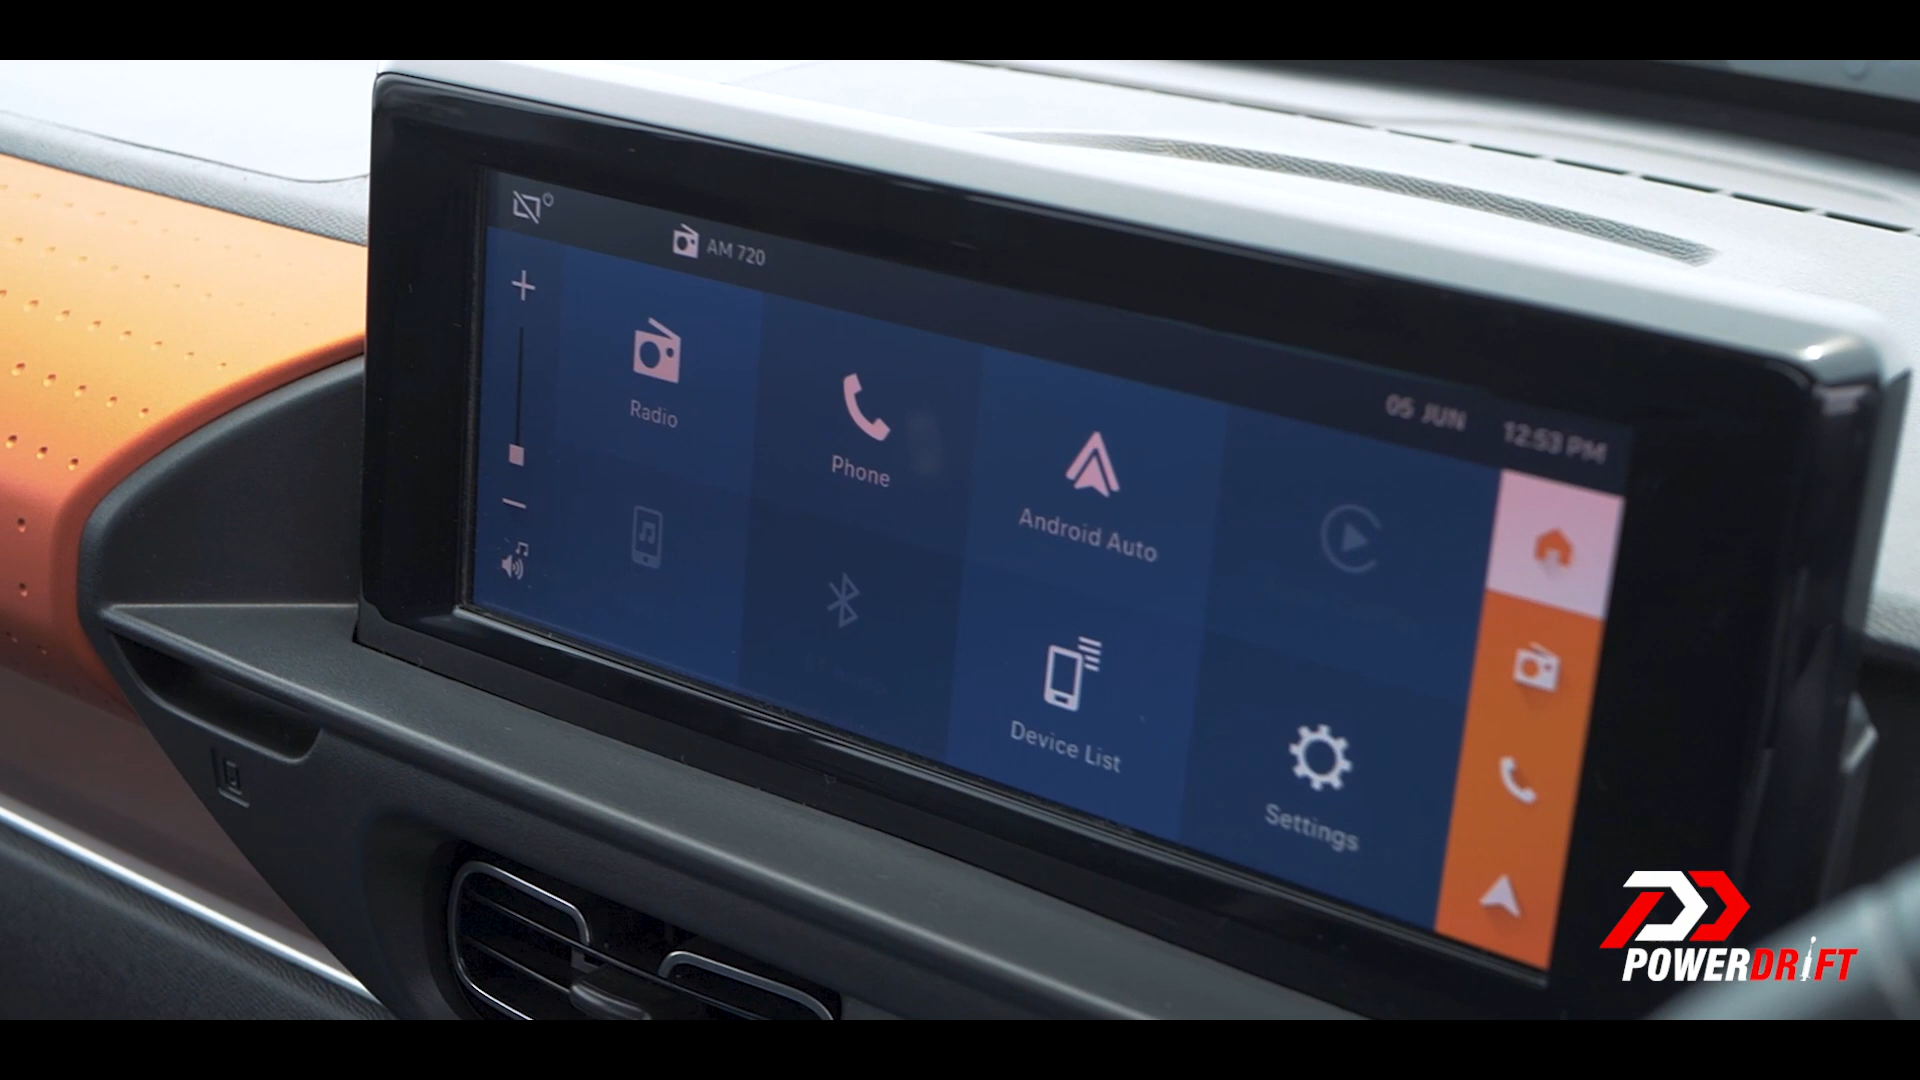 AM 720
05 JUN 12:53 PM
Radio
Phone
Android Auto
Device List
Settings
POWERDRIFT